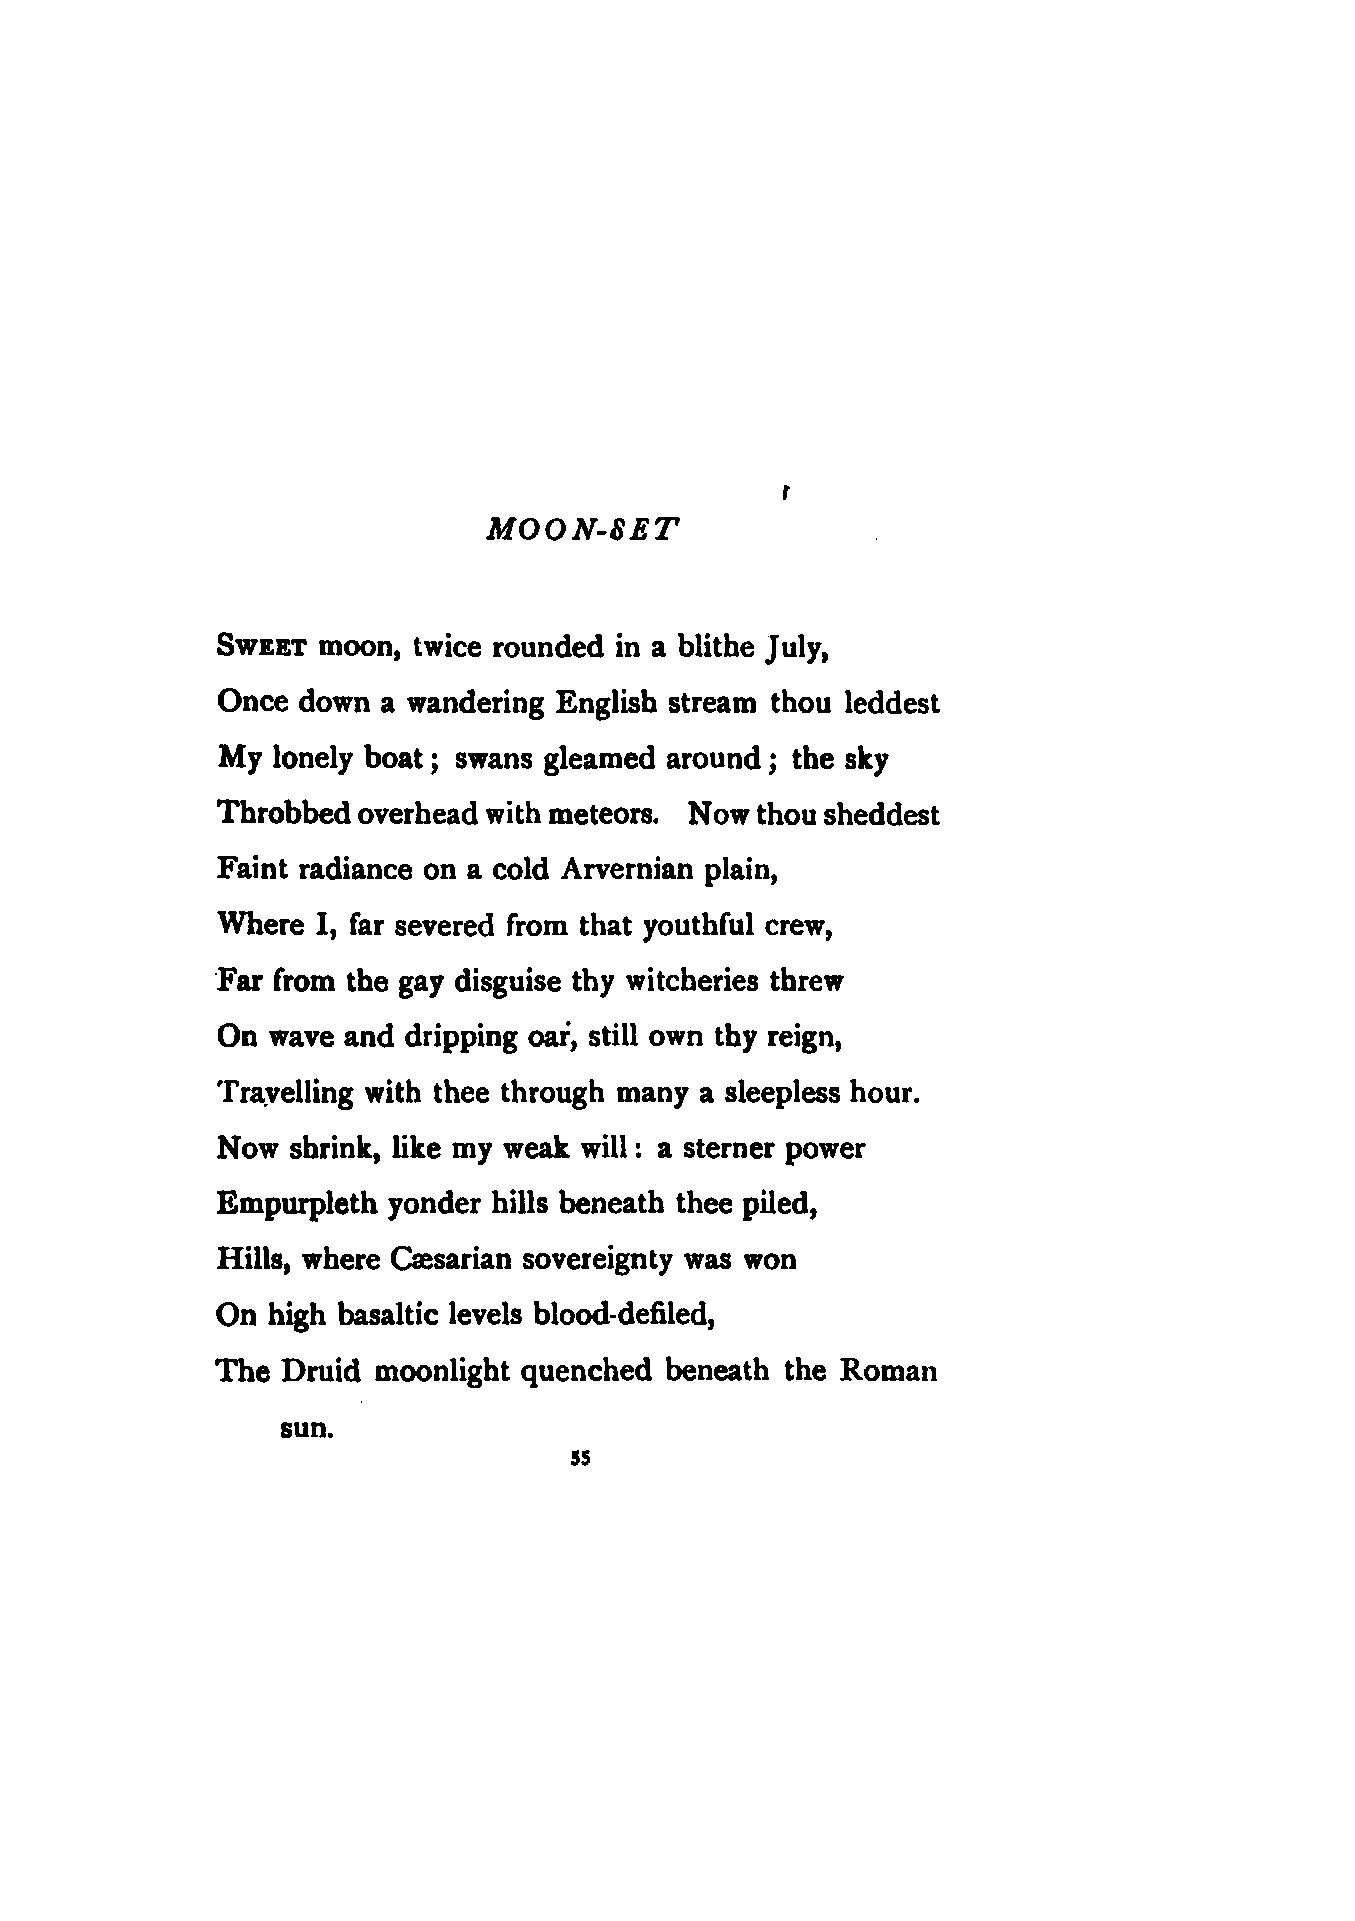 MOON-SET
SWEET moon, twice rounded in a blithe July,
Once down a wandering English stream thou leddest
My lonely boat; swans gleamed around; the sky
Throbbed overhead with meteors. Now thou sheddest
Faint radiance on a cold Arvernian plain,
Where I, far severed from that youthful crew,
Far from the gay disguise thy witcheries threw
On wave and dripping oar, still own thy reign,
Travelling with thee through many a sleepless hour.
Now shrink, like my weak will: a sterner power
Empurpleth yonder hills beneath thee piled,
Hills, where Cæsarian sovereignty was won
On high basaltic levels blood-defiled,
The Druid moonlight quenched beneath the Roman
sun.
55